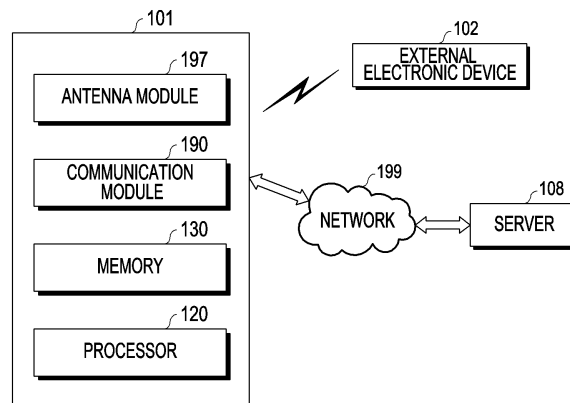 101
197
ANTENNA MODULE
190
COMMUNICATION
MODULE
130
MEMORY
120
PROCESSOR
102
EXTERNAL
ELECTRONIC DEVICE
199
NETWORK
108
SERVER